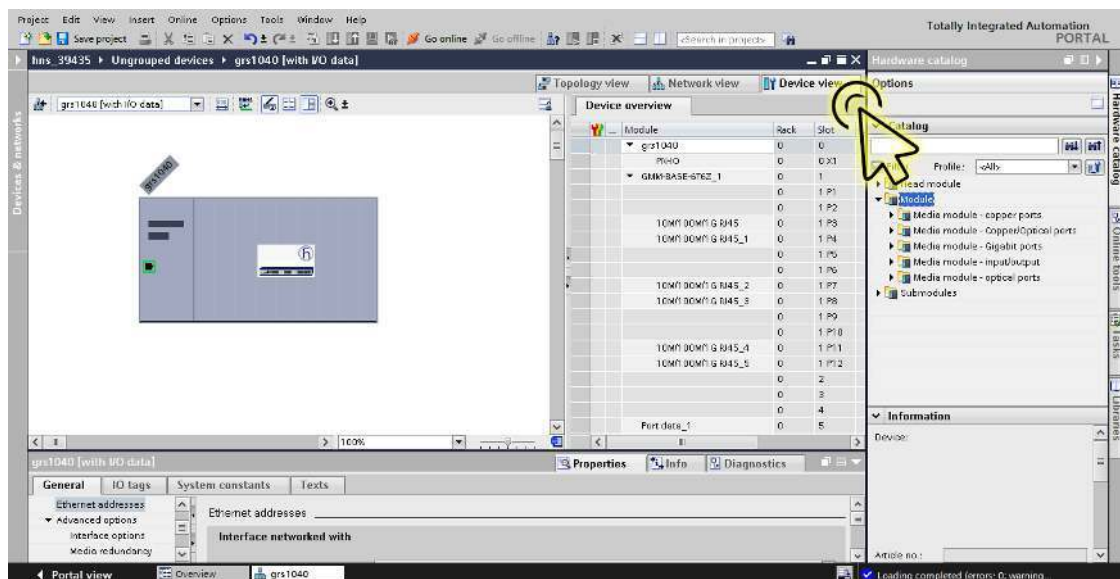 Project Edit View Insert Online Options Tools Window Help
Totally Integrated Automation
PORTAL
Save project
Go online
Go offline
<Search in project>
hns_39435 ▸ Ungrouped devices ▸ grs1040 [with I/O data]
Hardware catalog
Topology view
Network view
Device view
Options
grs1040 [with I/O data]
Device overview
Catalog
Module Rack Slot
grs1040 0 0
PN-IO 0 0 X1
Filter Profile: <All>
GMM-BASE-6T6Z_1 0 1
Head module
0 1 P1
Module
0 1 P2
Media module - copper ports
10M/100M/1G RJ45 0 1 P3
Media module - Copper/Optical ports
10M/100M/1G RJ45_1 0 1 P4
Media module - Gigabit ports
0 1 P5
Media module - input/output
0 1 P6
Media module - optical ports
10M/100M/1G RJ45_2 0 1 P7
Submodules
10M/100M/1G RJ45_3 0 1 P8
0 1 P9
0 1 P10
10M/100M/1G RJ45_4 0 1 P11
10M/100M/1G RJ45_5 0 1 P12
0 2
0 3
0 4
Port data_1 0 5
grs1040
Devices & networks
Hardware catalog
Online tools
Tasks
Libraries
100%
Information
Device:
grs1040 [with I/O data]
Properties
Info
Diagnostics
General
IO tags
System constants
Texts
Ethernet addresses
Advanced options
Interface options
Media redundancy
Ethernet addresses
Interface networked with
Article no.:
Portal view
Overview
grs1040
Loading completed (errors: 0; warning